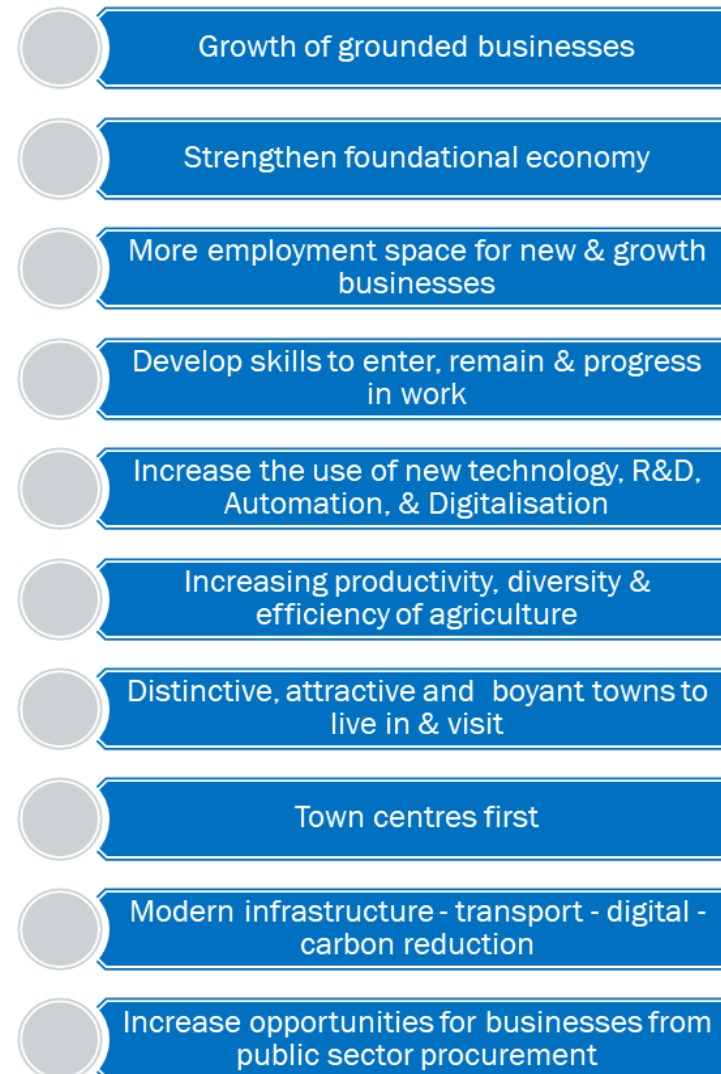 Growth of grounded businesses
Strengthen foundational economy
More employment space for new & growth
businesses
Develop skills to enter, remain & progress
in work
Increase the use of new technology, R&D,
Automation, & Digitalisation
Increasing productivity, diversity &
efficiency of agriculture
Distinctive, attractive and  boyant towns to
live in & visit
Town centres first
Modern infrastructure - transport - digital -
carbon reduction
Increase opportunities for businesses from
public sector procurement